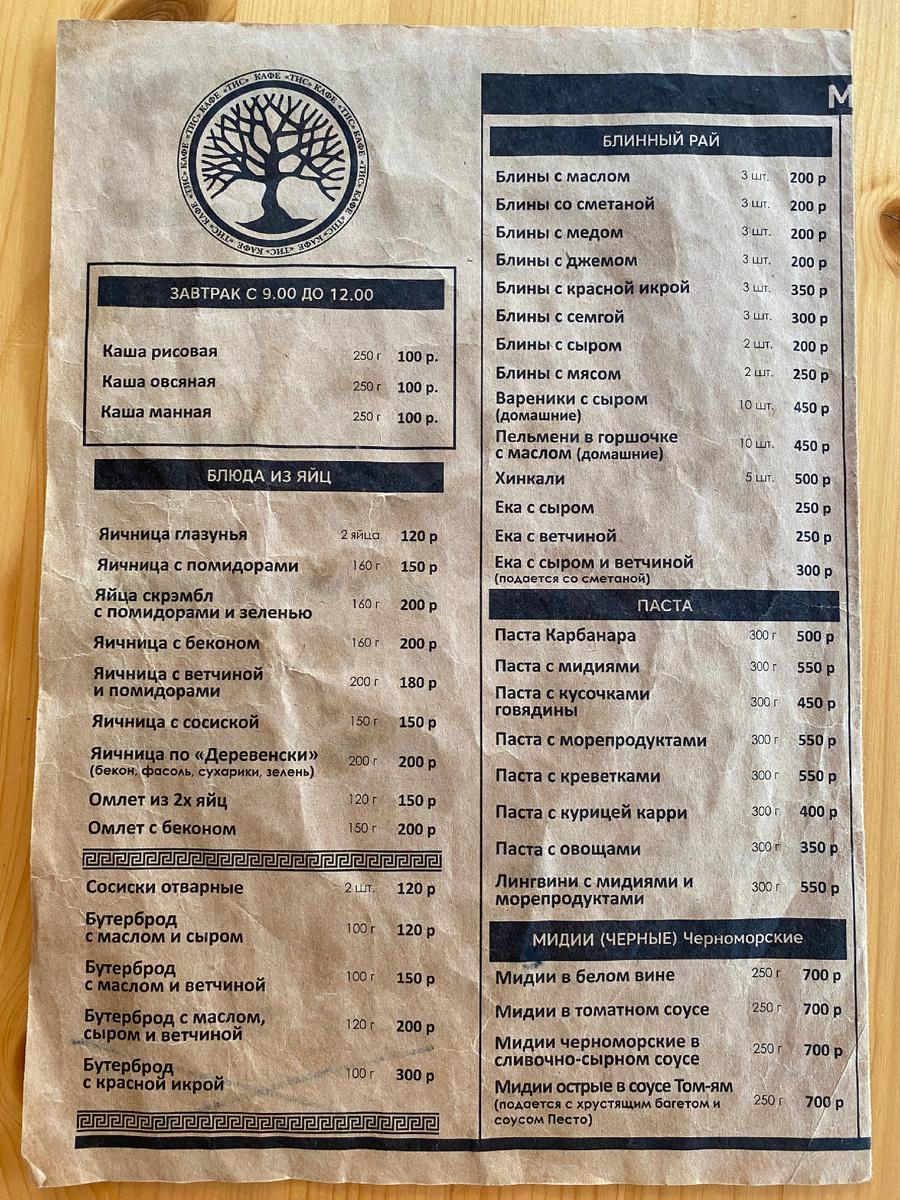 КАФЕ «ТИС» КАФЕ «ТИС» КАФЕ «ТИС» КАФЕ «ТИС» КАФЕ «ТИС» КАФЕ «ТИС»
ЗАВТРАК С 9.00 ДО 12.00
Каша рисовая 250 г 100 р.
Каша овсяная 250 г 100 р.
Каша манная 250 г 100 р.
БЛЮДА ИЗ ЯИЦ
Яичница глазунья 2 яйца 120 р
Яичница с помидорами 160 г 150 р
Яйца скрэмбл
с помидорами и зеленью 160 г 200 р
Яичница с беконом 160 г 200 р
Яичница с ветчиной
и помидорами 200 г 180 р
Яичница с сосиской 150 г 150 р
Яичница по «Деревенски» 200 г 200 р
(бекон, фасоль, сухарики, зелень)
Омлет из 2х яиц 120 г 150 р
Омлет с беконом 150 г 200 р
Сосиски отварные 2 шт. 120 р
Бутерброд
с маслом и сыром 100 г 120 р
Бутерброд
с маслом и ветчиной 100 г 150 р
Бутерброд с маслом,
сыром и ветчиной 120 г 200 р
Бутерброд
с красной икрой 100 г 300 р
М
БЛИННЫЙ РАЙ
Блины с маслом 3 шт. 200 р
Блины со сметаной 3 шт. 200 р
Блины с медом 3 шт. 200 р
Блины с джемом 3 шт. 200 р
Блины с красной икрой 3 шт. 350 р
Блины с семгой 3 шт. 300 р
Блины с сыром 2 шт. 200 р
Блины с мясом 2 шт. 250 р
Вареники с сыром 10 шт. 450 р
(домашние)
Пельмени в горшочке 10 шт. 450 р
с маслом (домашние)
Хинкали 5 шт. 500 р
Ека с сыром 250 р
Ека с ветчиной 250 р
Ека с сыром и ветчиной 300 р
(подается со сметаной)
ПАСТА
Паста Карбанара 300 г 500 р
Паста с мидиями 300 г 550 р
Паста с кусочками
говядины 300 г 450 р
Паста с морепродуктами 300 г 550 р
Паста с креветками 300 г 550 р
Паста с курицей карри 300 г 400 р
Паста с овощами 300 г 350 р
Лингвини с мидиями и
морепродуктами 300 г 550 р
МИДИИ (ЧЕРНЫЕ) Черноморские
Мидии в белом вине 250 г 700 р
Мидии в томатном соусе 250 г 700 р
Мидии черноморские в
сливочно-сырном соусе 250 г 700 р
Мидии острые в соусе Том-ям
(подается с хрустящим багетом и 250 г 700 р
соусом Песто)